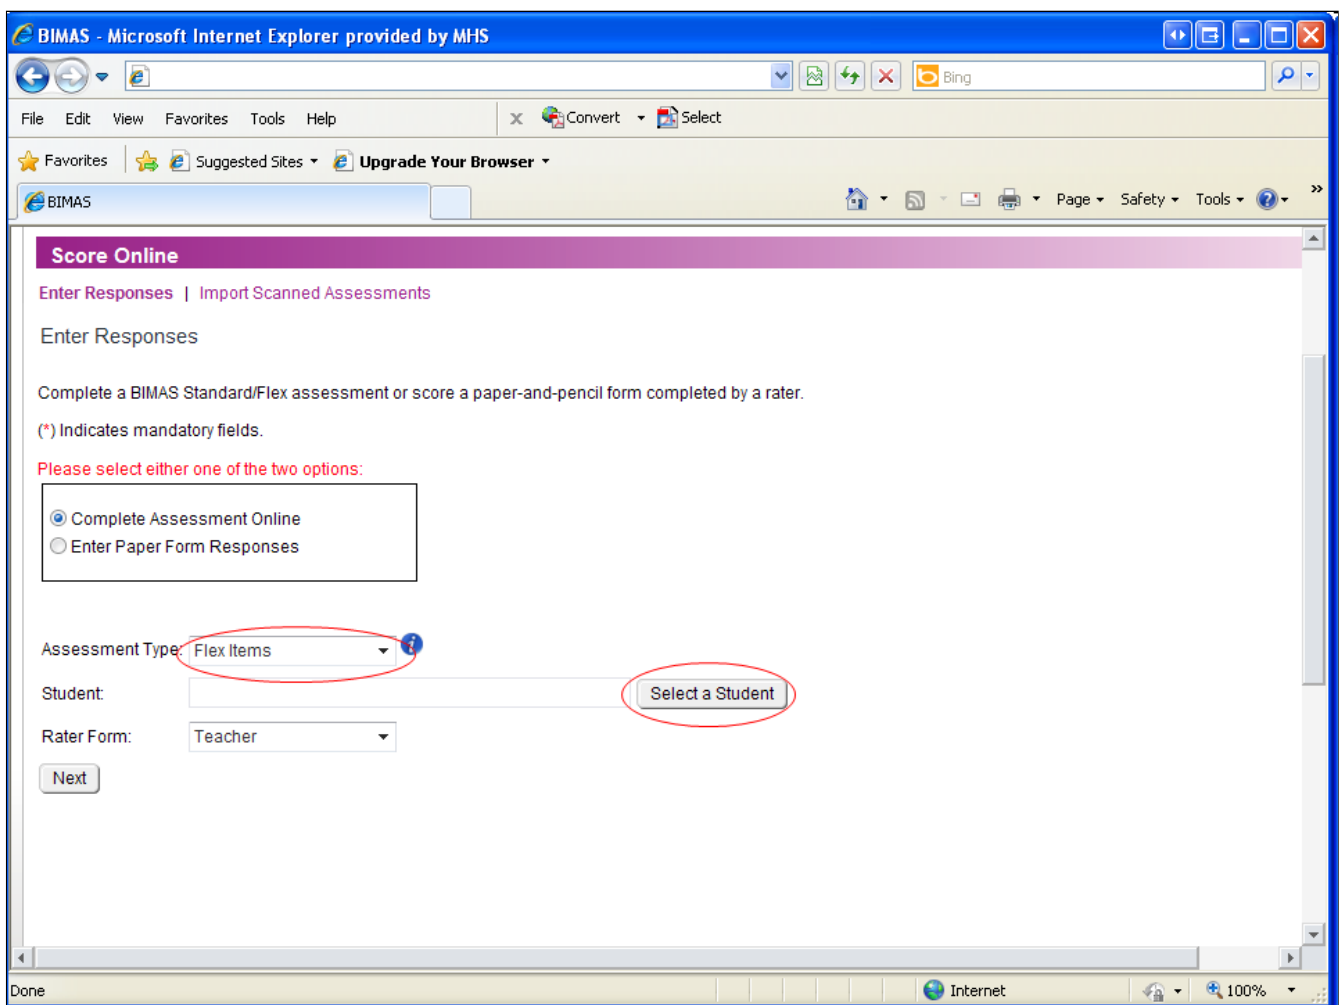 BIMAS - Microsoft Internet Explorer provided by MHS
Bing
File Edit View Favorites Tools Help x Convert Select
Favorites Suggested Sites Upgrade Your Browser
BIMAS Page Safety Tools »
Score Online
Enter Responses | Import Scanned Assessments
Enter Responses
Complete a BIMAS Standard/Flex assessment or score a paper-and-pencil form completed by a rater.
(*) Indicates mandatory fields.
Please select either one of the two options:
Complete Assessment Online
Enter Paper Form Responses
Assessment Type: Flex Items
Student: Select a Student
Rater Form: Teacher
Next
Done Internet 100%